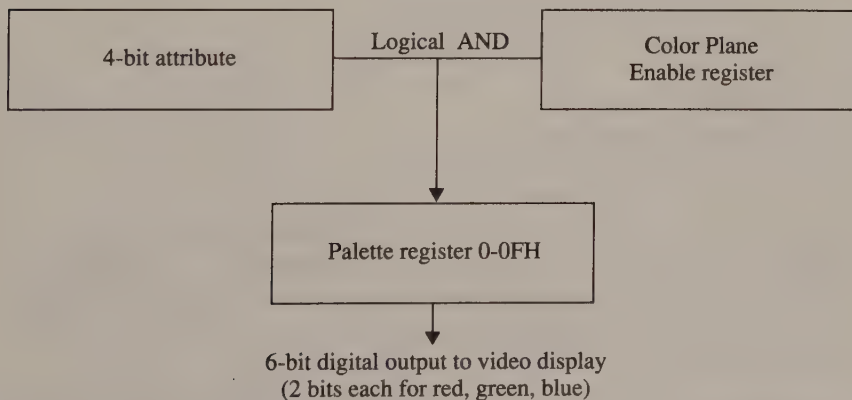 4-bit attribute
Logical AND
Color Plane
Enable register
Palette register 0-0FH
6-bit digital output to video display
(2 bits each for red, green, blue)